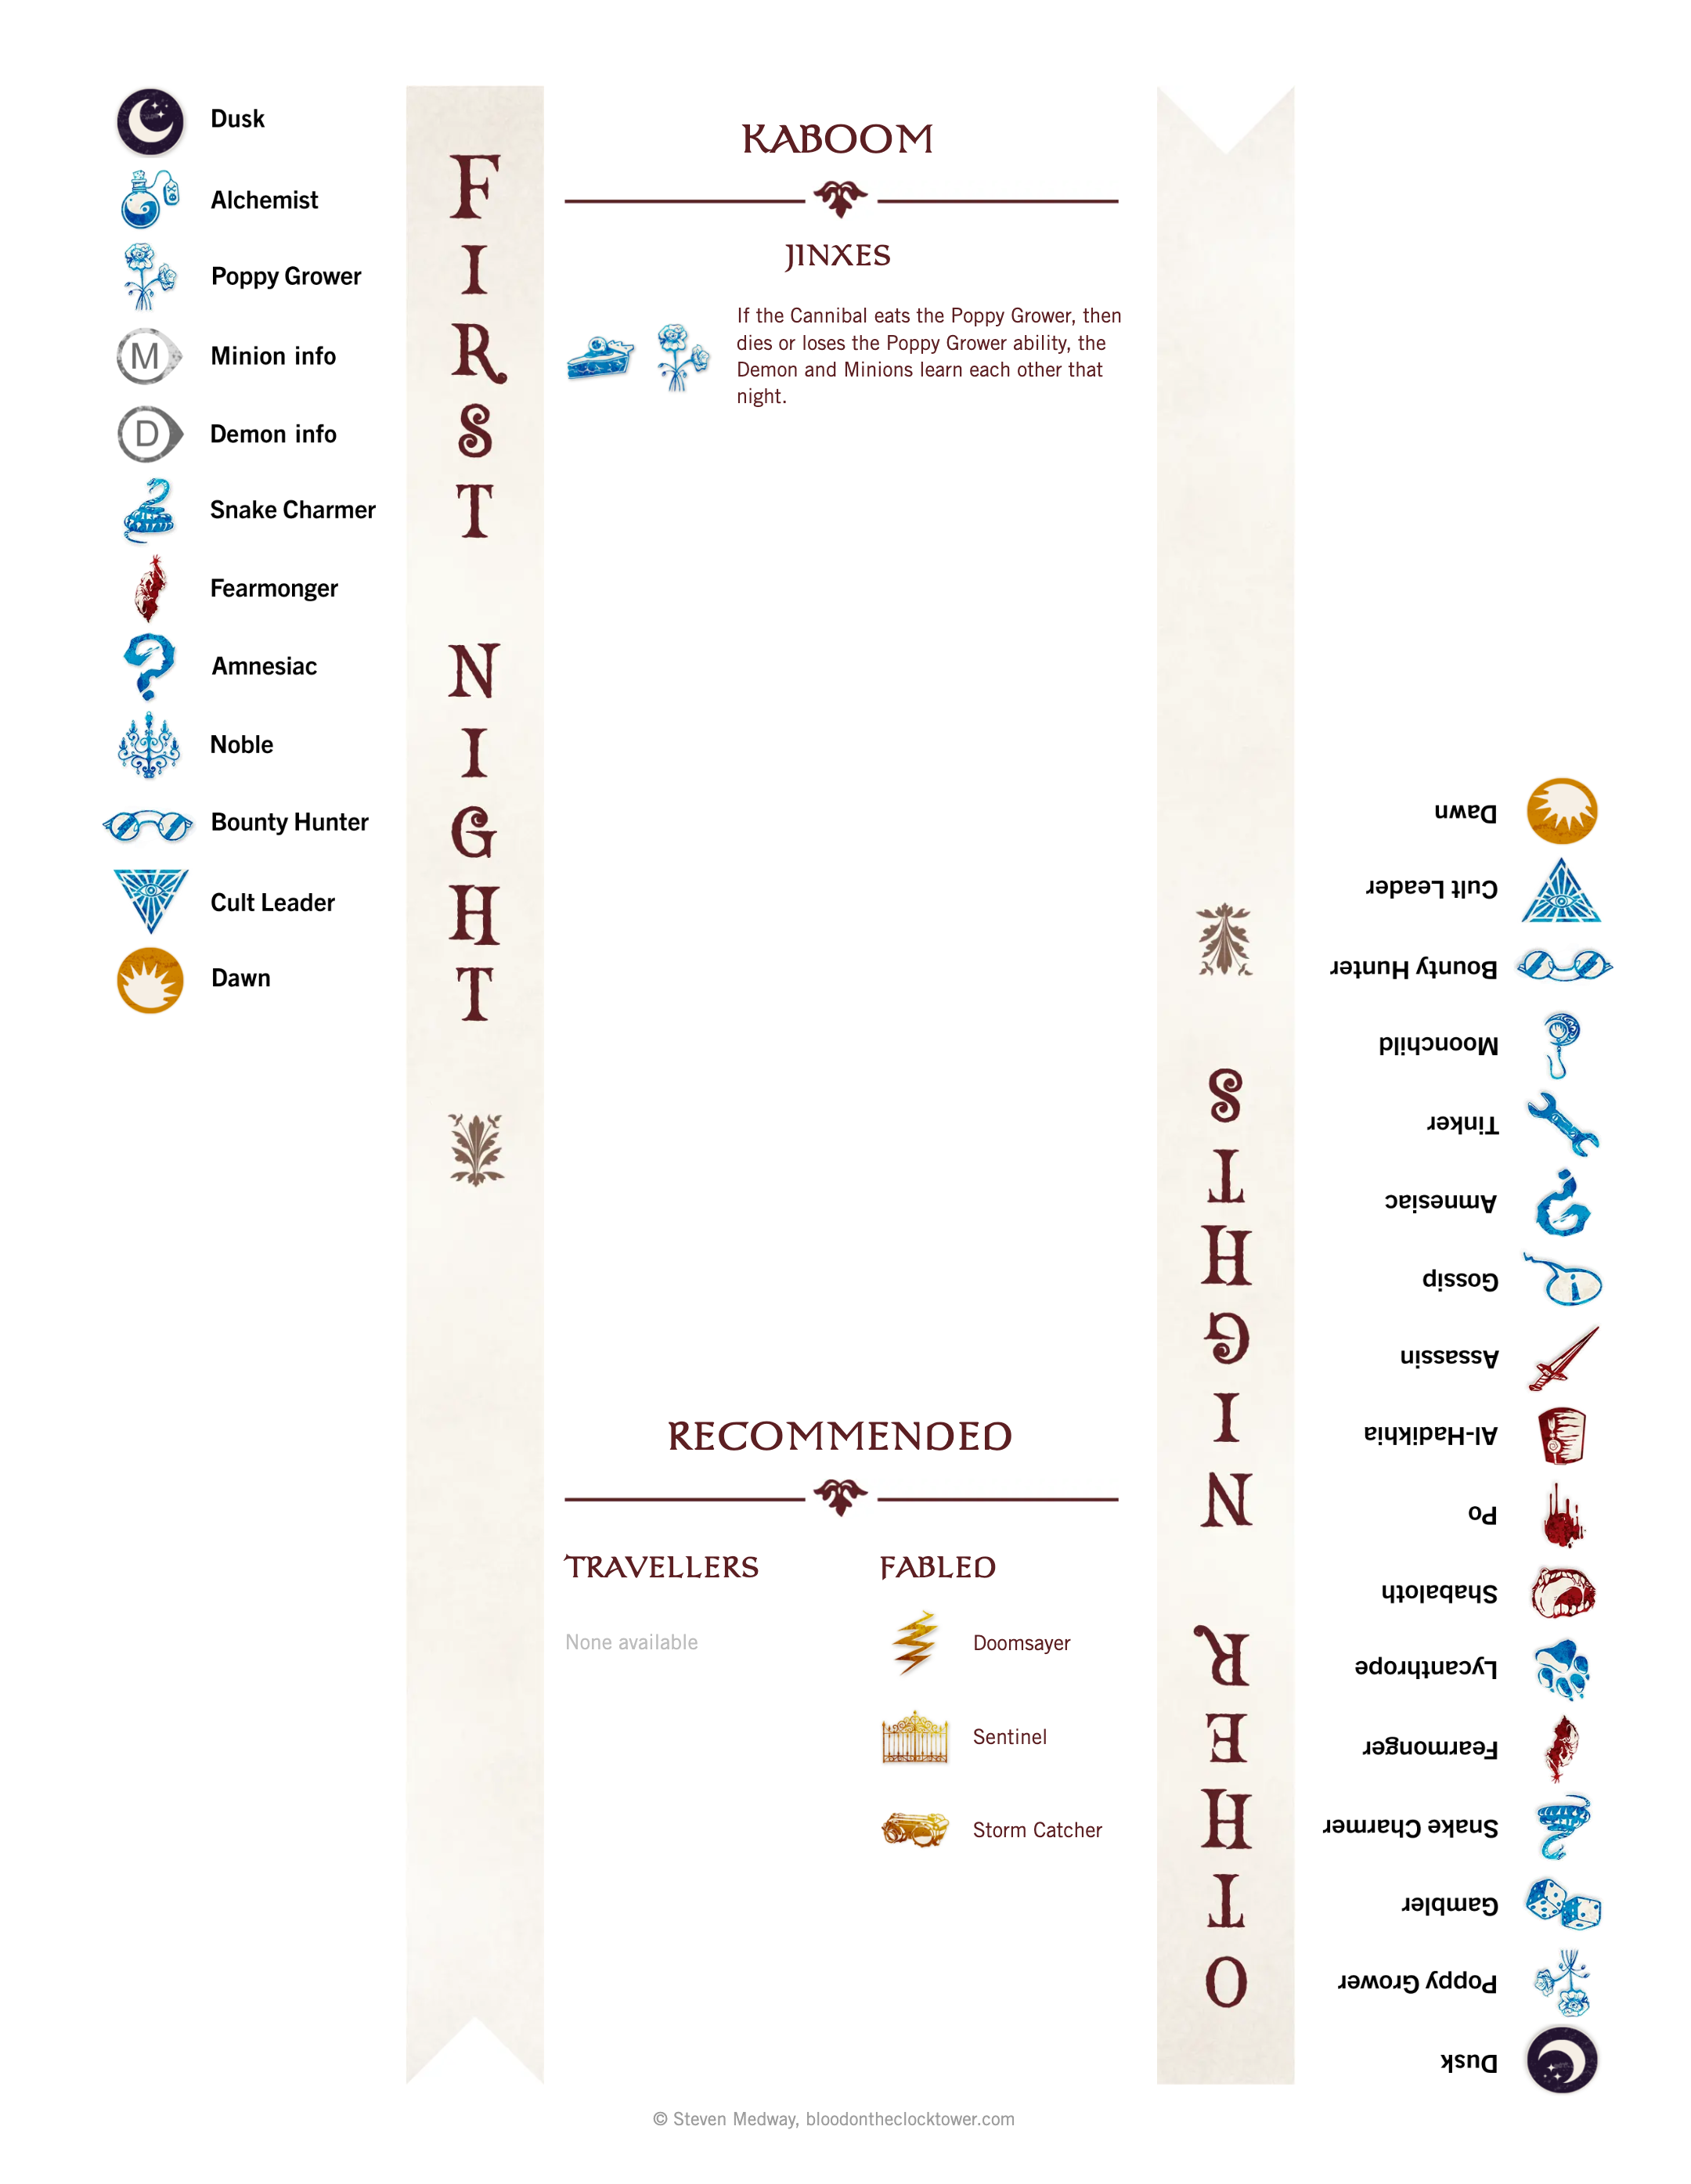 Dusk
Alchemist
Poppy Grower
M
Minion info
D
Demon info
Snake Charmer
Fearmonger
Amnesiac
Noble
Bounty Hunter
Cult Leader
Dawn
FIRST NIGHT
KABOOM
JINXES
If the Cannibal eats the Poppy Grower, then
dies or loses the Poppy Grower ability, the
Demon and Minions learn each other that
night.
RECOMMENDED
TRAVELLERS
None available
FABLED
Doomsayer
Sentinel
Storm Catcher
OTHER NIGHTS
Dusk
Poppy Grower
Gambler
Snake Charmer
Fearmonger
Lycanthrope
Shabaloth
Po
Al-Hadikhia
Assassin
Gossip
Amnesiac
Tinker
Moonchild
Bounty Hunter
Cult Leader
Dawn
© Steven Medway, bloodontheclocktower.com